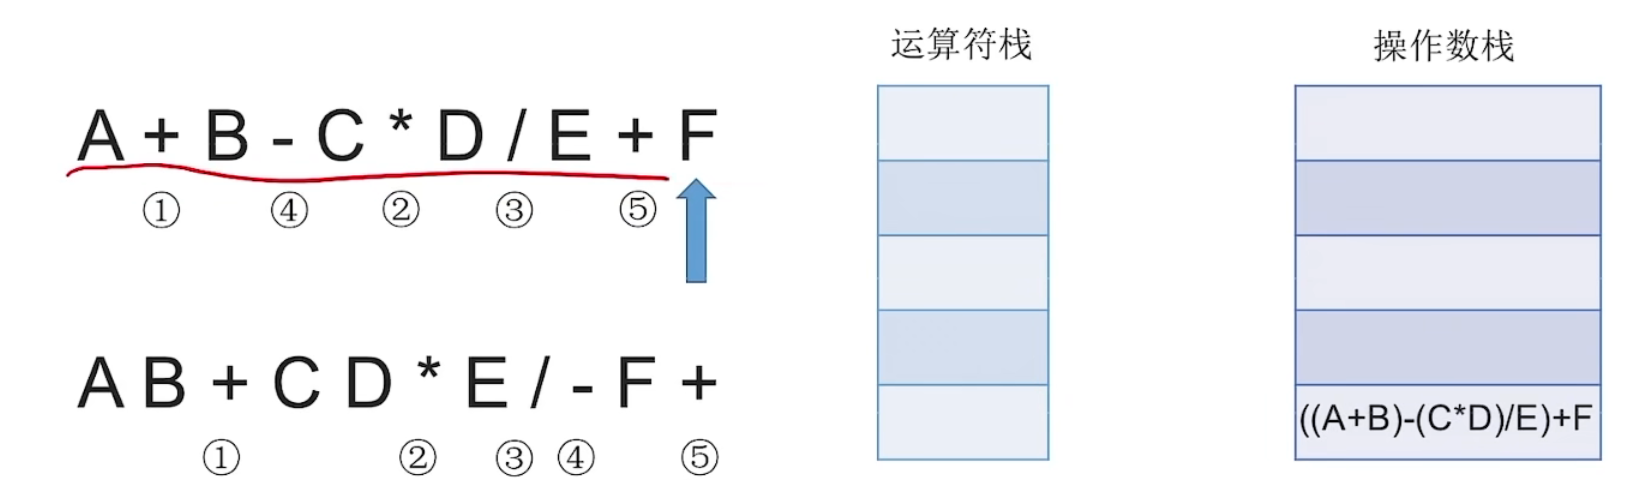 A + B - C * D / E + F
① ④ ② ③ ⑤
A B + C D * E / - F +
① ② ③ ④ ⑤
运算符栈
操作数栈
((A+B)-(C*D)/E)+F